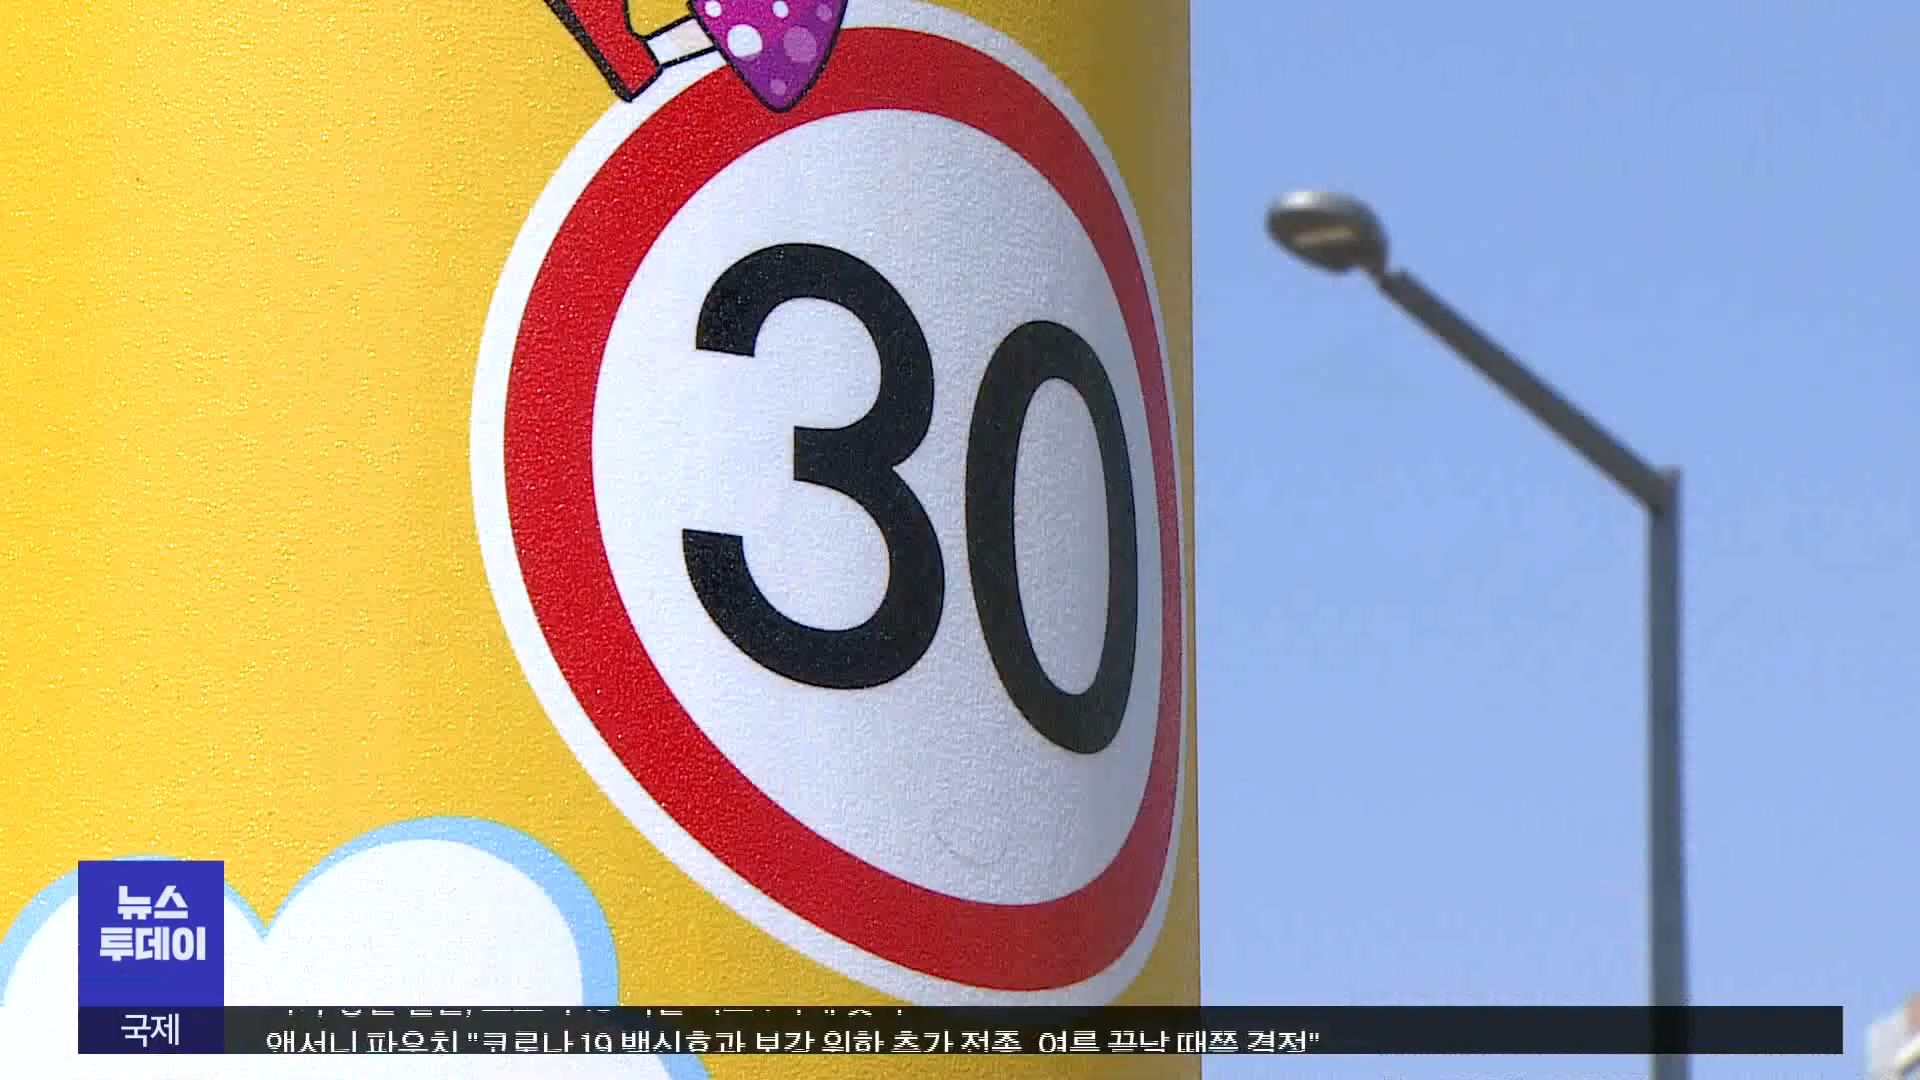 30
뉴스
투데이
국제
앤서니 파우치 "코로나19 백신효과 보강 위한 추가 접종, 여름 끝날 때쯤 결정"